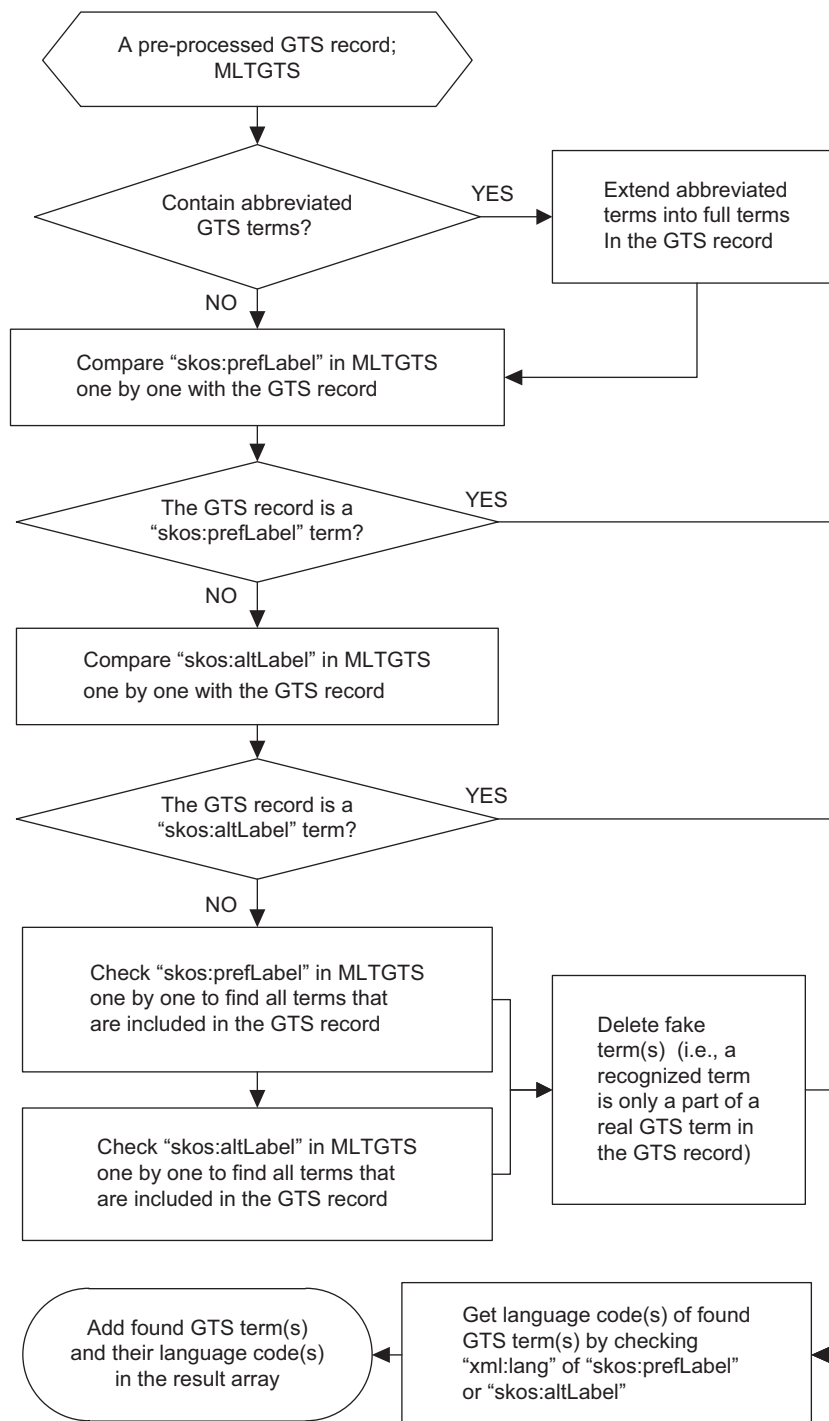 A pre-processed GTS record;
MLTGTS
Contain abbreviated
GTS terms?
YES
Extend abbreviated
terms into full terms
In the GTS record
NO
Compare “skos:prefLabel” in MLTGTS
one by one with the GTS record
The GTS record is a
“skos:prefLabel” term?
YES
NO
Compare “skos:altLabel” in MLTGTS
one by one with the GTS record
The GTS record is a
“skos:altLabel” term?
YES
NO
Check “skos:prefLabel” in MLTGTS
one by one to find all terms that
are included in the GTS record
Check “skos:altLabel” in MLTGTS
one by one to find all terms that
are included in the GTS record
Delete fake
term(s) (i.e., a
recognized term
is only a part of a
real GTS term in
the GTS record)
Get language code(s) of found
GTS term(s) by checking
“xml:lang” of “skos:prefLabel”
or “skos:altLabel”
Add found GTS term(s)
and their language code(s)
in the result array